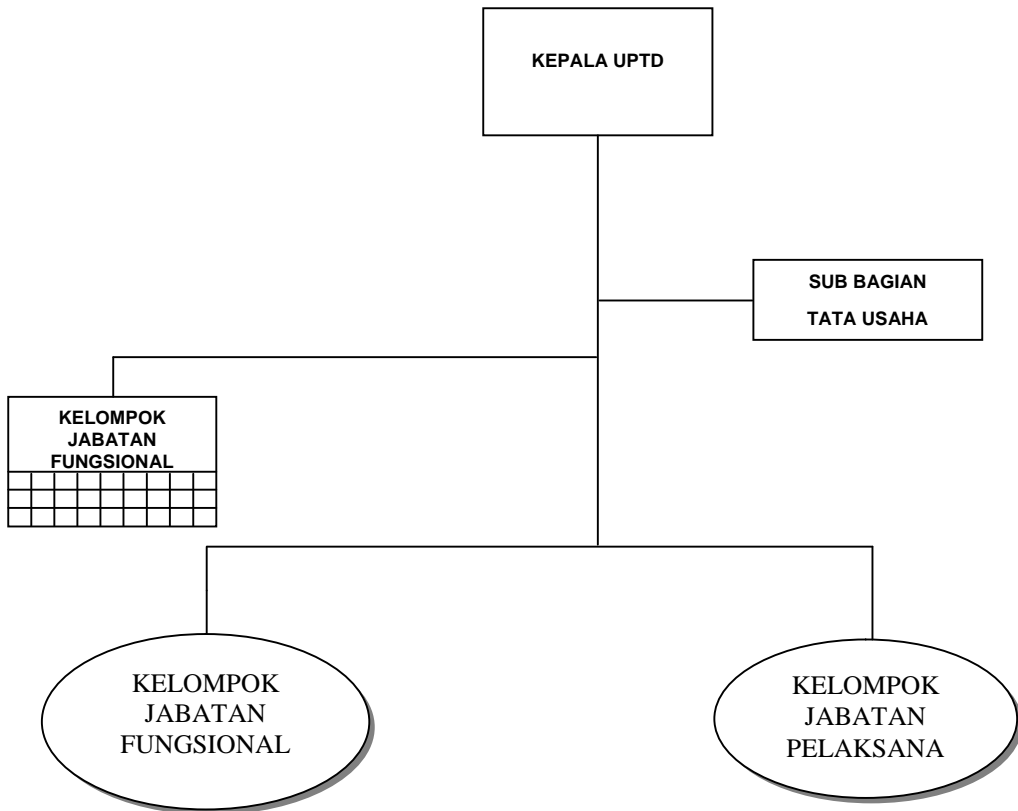 KEPALA UPTD
SUB BAGIAN
TATA USAHA
KELOMPOK
JABATAN
FUNGSIONAL
KELOMPOK
JABATAN
FUNGSIONAL
KELOMPOK
JABATAN
PELAKSANA